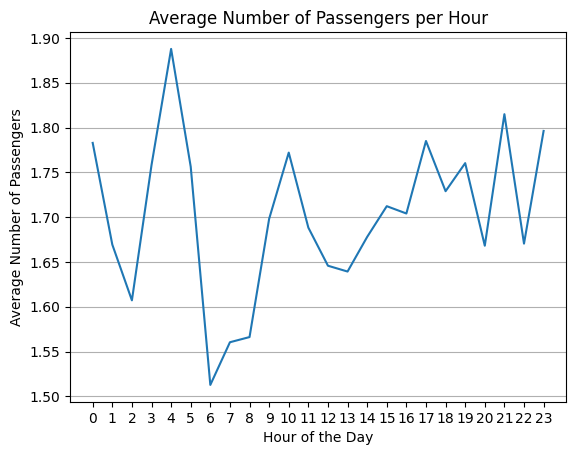 Average Number of Passengers per Hour
Average Number of Passengers
1.90
1.85
1.80
1.75
1.70
1.65
1.60
1.55
1.50
0 1 2 3 4 5 6 7 8 9 10 11 12 13 14 15 16 17 18 19 20 21 22 23
Hour of the Day